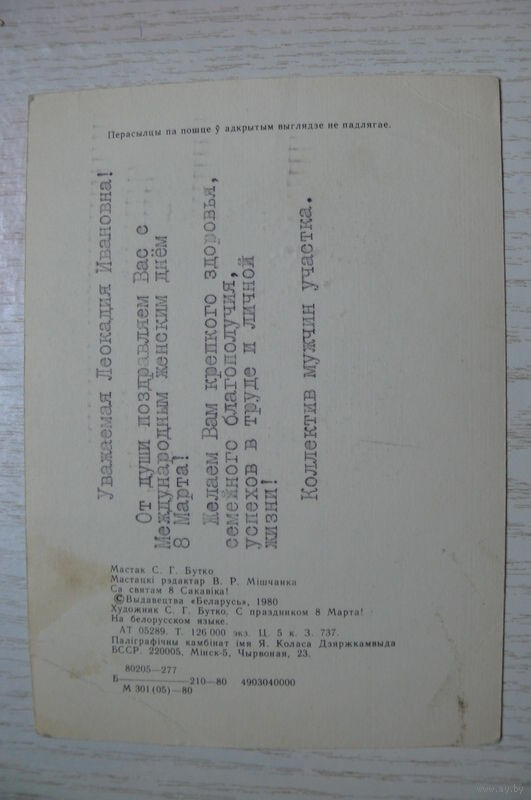 Перасылцы па пошце ў адкрытым выглядзе не падлягае.
Уважаемая Леокадия Ивановна!
От души поздравляем Вас с
Международным женским днём
8 Марта!
Желаем Вам крепкого здоровья,
семейного благополучия,
успехов в труде и личной
жизни!
Коллектив мужчин участка.
Мастак С. Г. Бутко
Мастацкі рэдактар В. Р. Мішчанка
Са святам 8 Сакавіка!
© Выдавецтва «Беларусь», 1980
Художник С. Г. Бутко, С праздником 8 Марта!
На белорусском языке.
АТ 05289. Т. 126 000 экз. Ц. 5 к. З. 737.
Паліграфічны камбінат імя Я. Коласа Дзяржкамвыда
БССР. 220005, Мінск-5, Чырвоная, 23.
80205—277
Б———210—80 4903040000
М 301(05)—80
www.ay.by